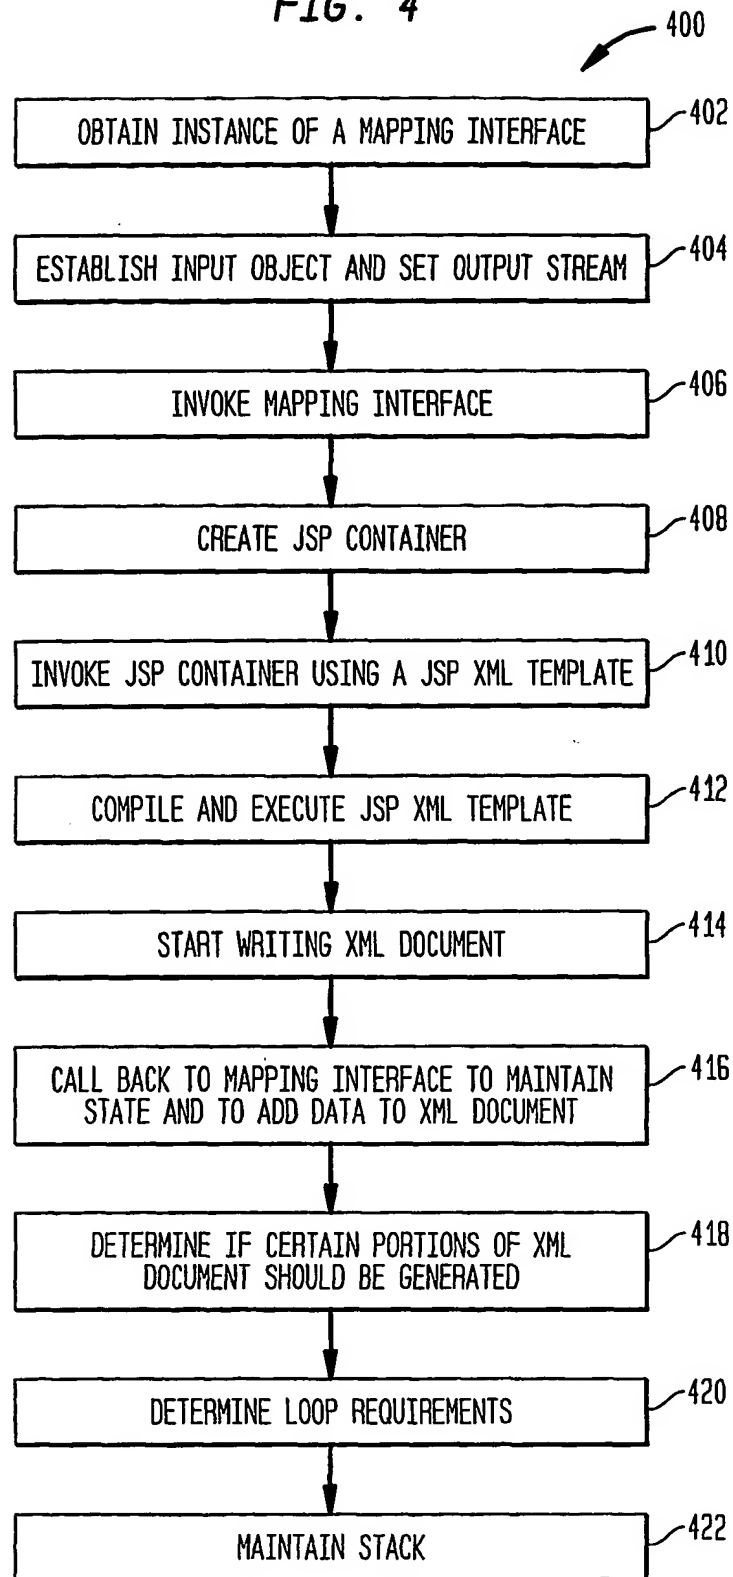 FIG. 4
400
OBTAIN INSTANCE OF A MAPPING INTERFACE
402
ESTABLISH INPUT OBJECT AND SET OUTPUT STREAM
404
INVOKE MAPPING INTERFACE
406
CREATE JSP CONTAINER
408
INVOKE JSP CONTAINER USING A JSP XML TEMPLATE
410
COMPILE AND EXECUTE JSP XML TEMPLATE
412
START WRITING XML DOCUMENT
414
CALL BACK TO MAPPING INTERFACE TO MAINTAIN
STATE AND TO ADD DATA TO XML DOCUMENT
416
DETERMINE IF CERTAIN PORTIONS OF XML
DOCUMENT SHOULD BE GENERATED
418
DETERMINE LOOP REQUIREMENTS
420
MAINTAIN STACK
422